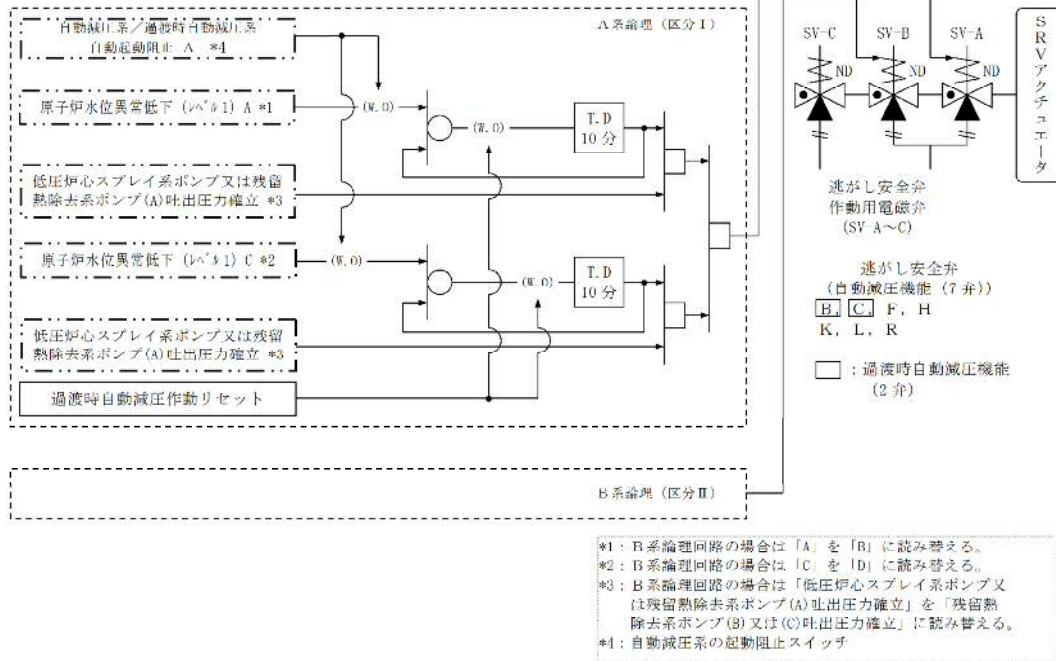 A系論理（区分Ⅰ）
自動減圧系／過渡時自動減圧系
自動起動阻止 A *4
原子炉水位異常低下（ﾚﾍﾞﾙ1）A *1
(W.O)
(W.O)
T.D
10分
低圧炉心スプレイ系ポンプ又は残留
熱除去系ポンプ(A)吐出圧力確立 *3
原子炉水位異常低下（ﾚﾍﾞﾙ1）C *2
(W.O)
(W.O)
T.D
10分
低圧炉心スプレイ系ポンプ又は残留
熱除去系ポンプ(A)吐出圧力確立 *3
過渡時自動減圧作動リセット
B系論理（区分Ⅱ）
SV-C
SV-B
SV-A
ND
ND
ND
SRVアクチュエータ
逃がし安全弁
作動用電磁弁
(SV-A～C)
逃がし安全弁
(自動減圧機能（7弁))
B, C, F, H
K, L, R
：過渡時自動減圧機能
(2弁)
*1：B系論理回路の場合は「A」を「B」に読み替える。
*2：B系論理回路の場合は「C」を「D」に読み替える。
*3：B系論理回路の場合は「低圧炉心スプレイ系ポンプ又
は残留熱除去系ポンプ(A)吐出圧力確立」を「残留熱
除去系ポンプ(B)又は(C)吐出圧力確立」に読み替える。
*4：自動減圧系の起動阻止スイッチ